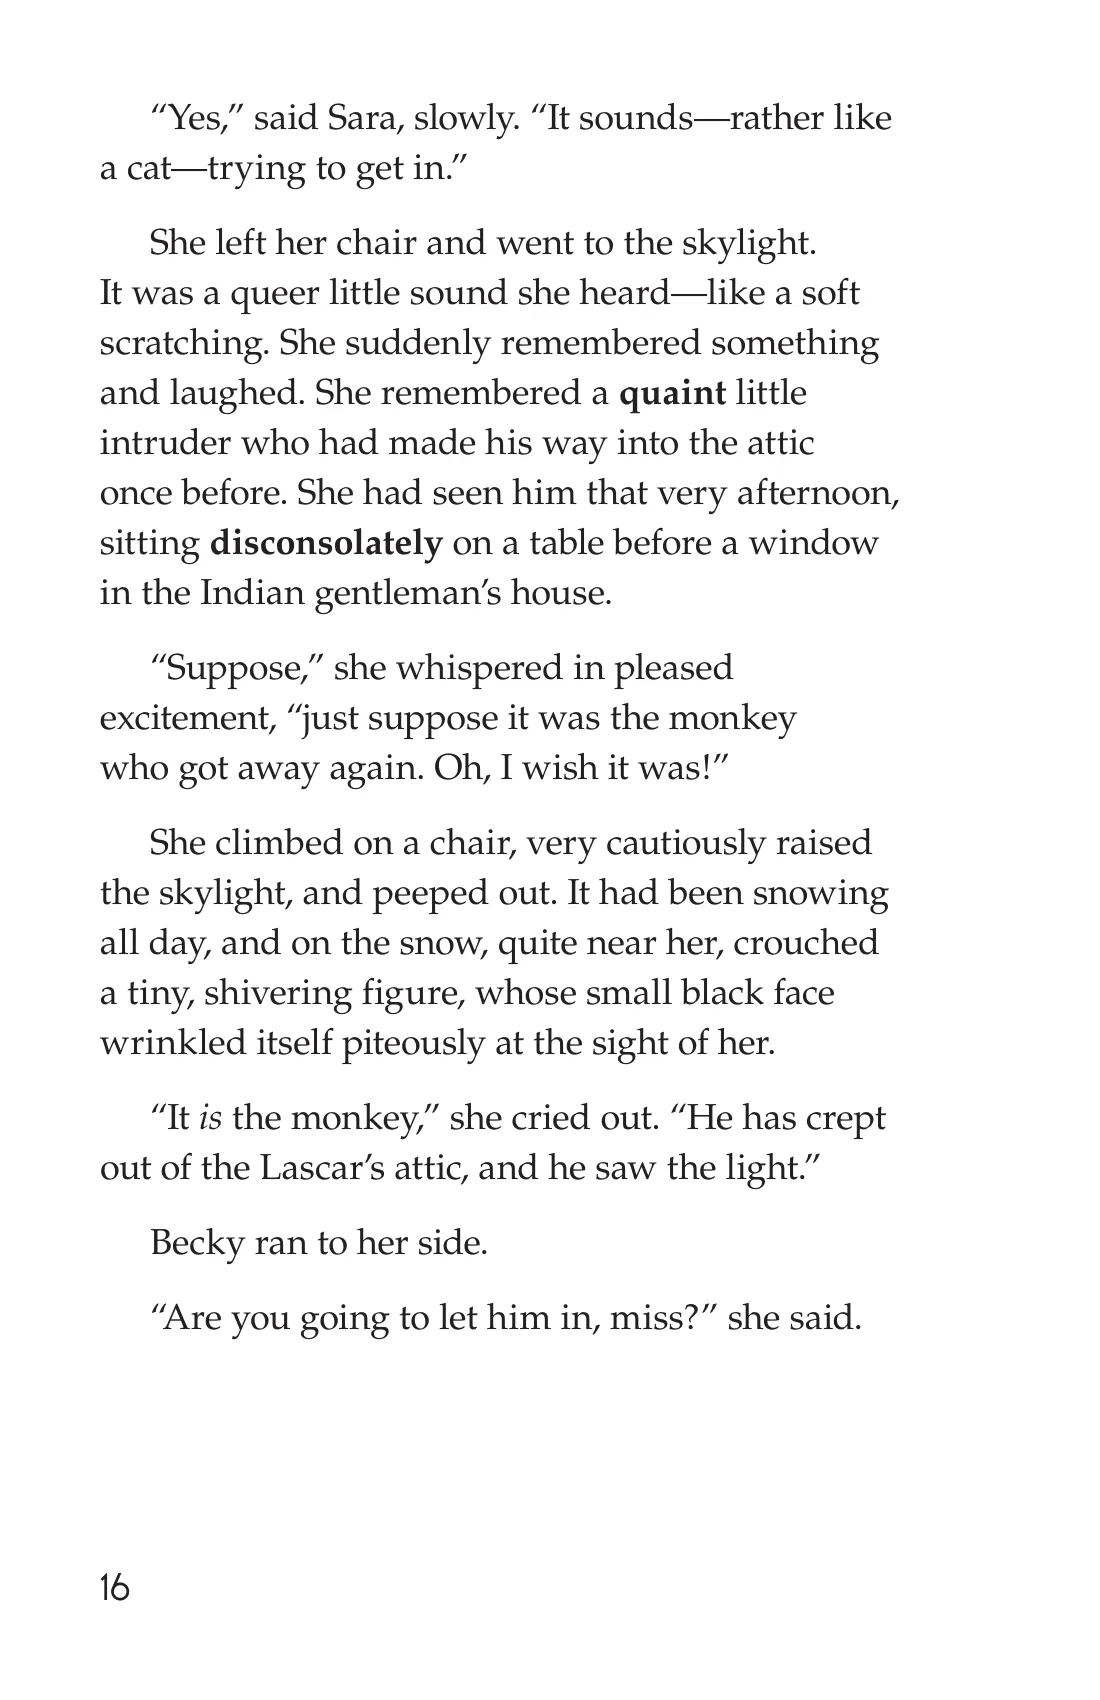 “Yes,” said Sara, slowly. “It sounds—rather like
a cat—trying to get in.”
She left her chair and went to the skylight.
It was a queer little sound she heard—like a soft
scratching. She suddenly remembered something
and laughed. She remembered a quaint little
intruder who had made his way into the attic
once before. She had seen him that very afternoon,
sitting disconsolately on a table before a window
in the Indian gentleman’s house.
“Suppose,” she whispered in pleased
excitement, “just suppose it was the monkey
who got away again. Oh, I wish it was!”
She climbed on a chair, very cautiously raised
the skylight, and peeped out. It had been snowing
all day, and on the snow, quite near her, crouched
a tiny, shivering figure, whose small black face
wrinkled itself piteously at the sight of her.
“It is the monkey,” she cried out. “He has crept
out of the Lascar’s attic, and he saw the light.”
Becky ran to her side.
“Are you going to let him in, miss?” she said.
16